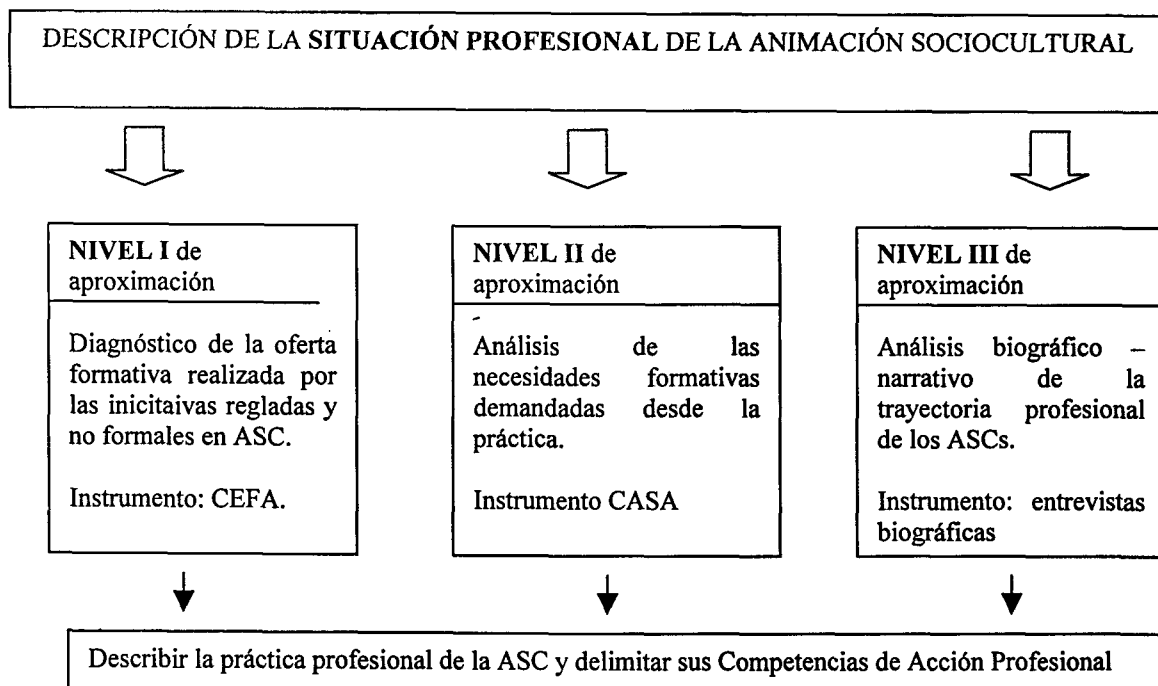 DESCRIPCIÓN DE LA SITUACIÓN PROFESIONAL DE LA ANIMACIÓN SOCIOCULTURAL
NIVEL I de
aproximación
Diagnóstico de la oferta
formativa realizada por
las inicitaivas regladas y
no formales en ASC.
Instrumento: CEFA.
NIVEL II de
aproximación
Análisis de las
necesidades formativas
demandadas desde la
práctica.
Instrumento CASA
NIVEL III de
aproximación
Análisis biográfico –
narrativo de la
trayectoria profesional
de los ASCs.
Instrumento: entrevistas
biográficas
Describir la práctica profesional de la ASC y delimitar sus Competencias de Acción Profesional